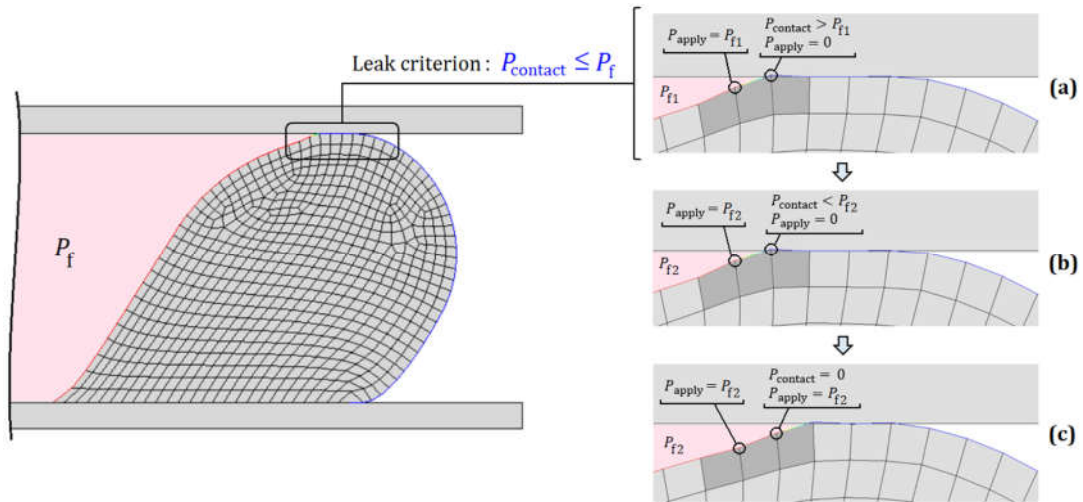 Leak criterion: P_contact ≤ P_f
P_f
P_apply = P_f1
P_contact > P_f1
P_apply = 0
P_f1
(a)
P_apply = P_f2
P_contact < P_f2
P_apply = 0
P_f2
(b)
P_apply = P_f2
P_contact = 0
P_apply = P_f2
P_f2
(c)